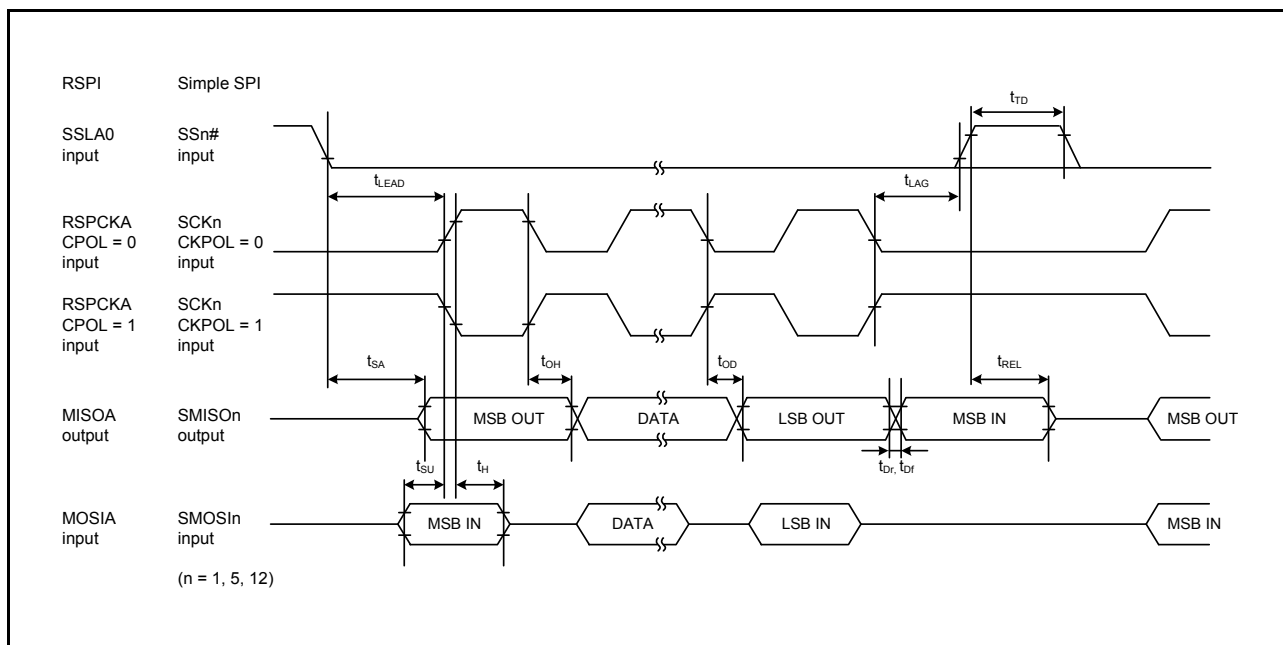 RSPI Simple SPI
SSLA0 SSn#
input input
tTD
tLEAD
tLAG
RSPCKA SCKn
CPOL = 0 CKPOL = 0
input input
RSPCKA SCKn
CPOL = 1 CKPOL = 1
input input
tSA tOH tOD tREL
MISOA SMISOn
output output
MSB OUT DATA LSB OUT MSB IN MSB OUT
tSU tH tDr, tDf
MOSIA SMOSIn
input input
MSB IN DATA LSB IN MSB IN
(n = 1, 5, 12)